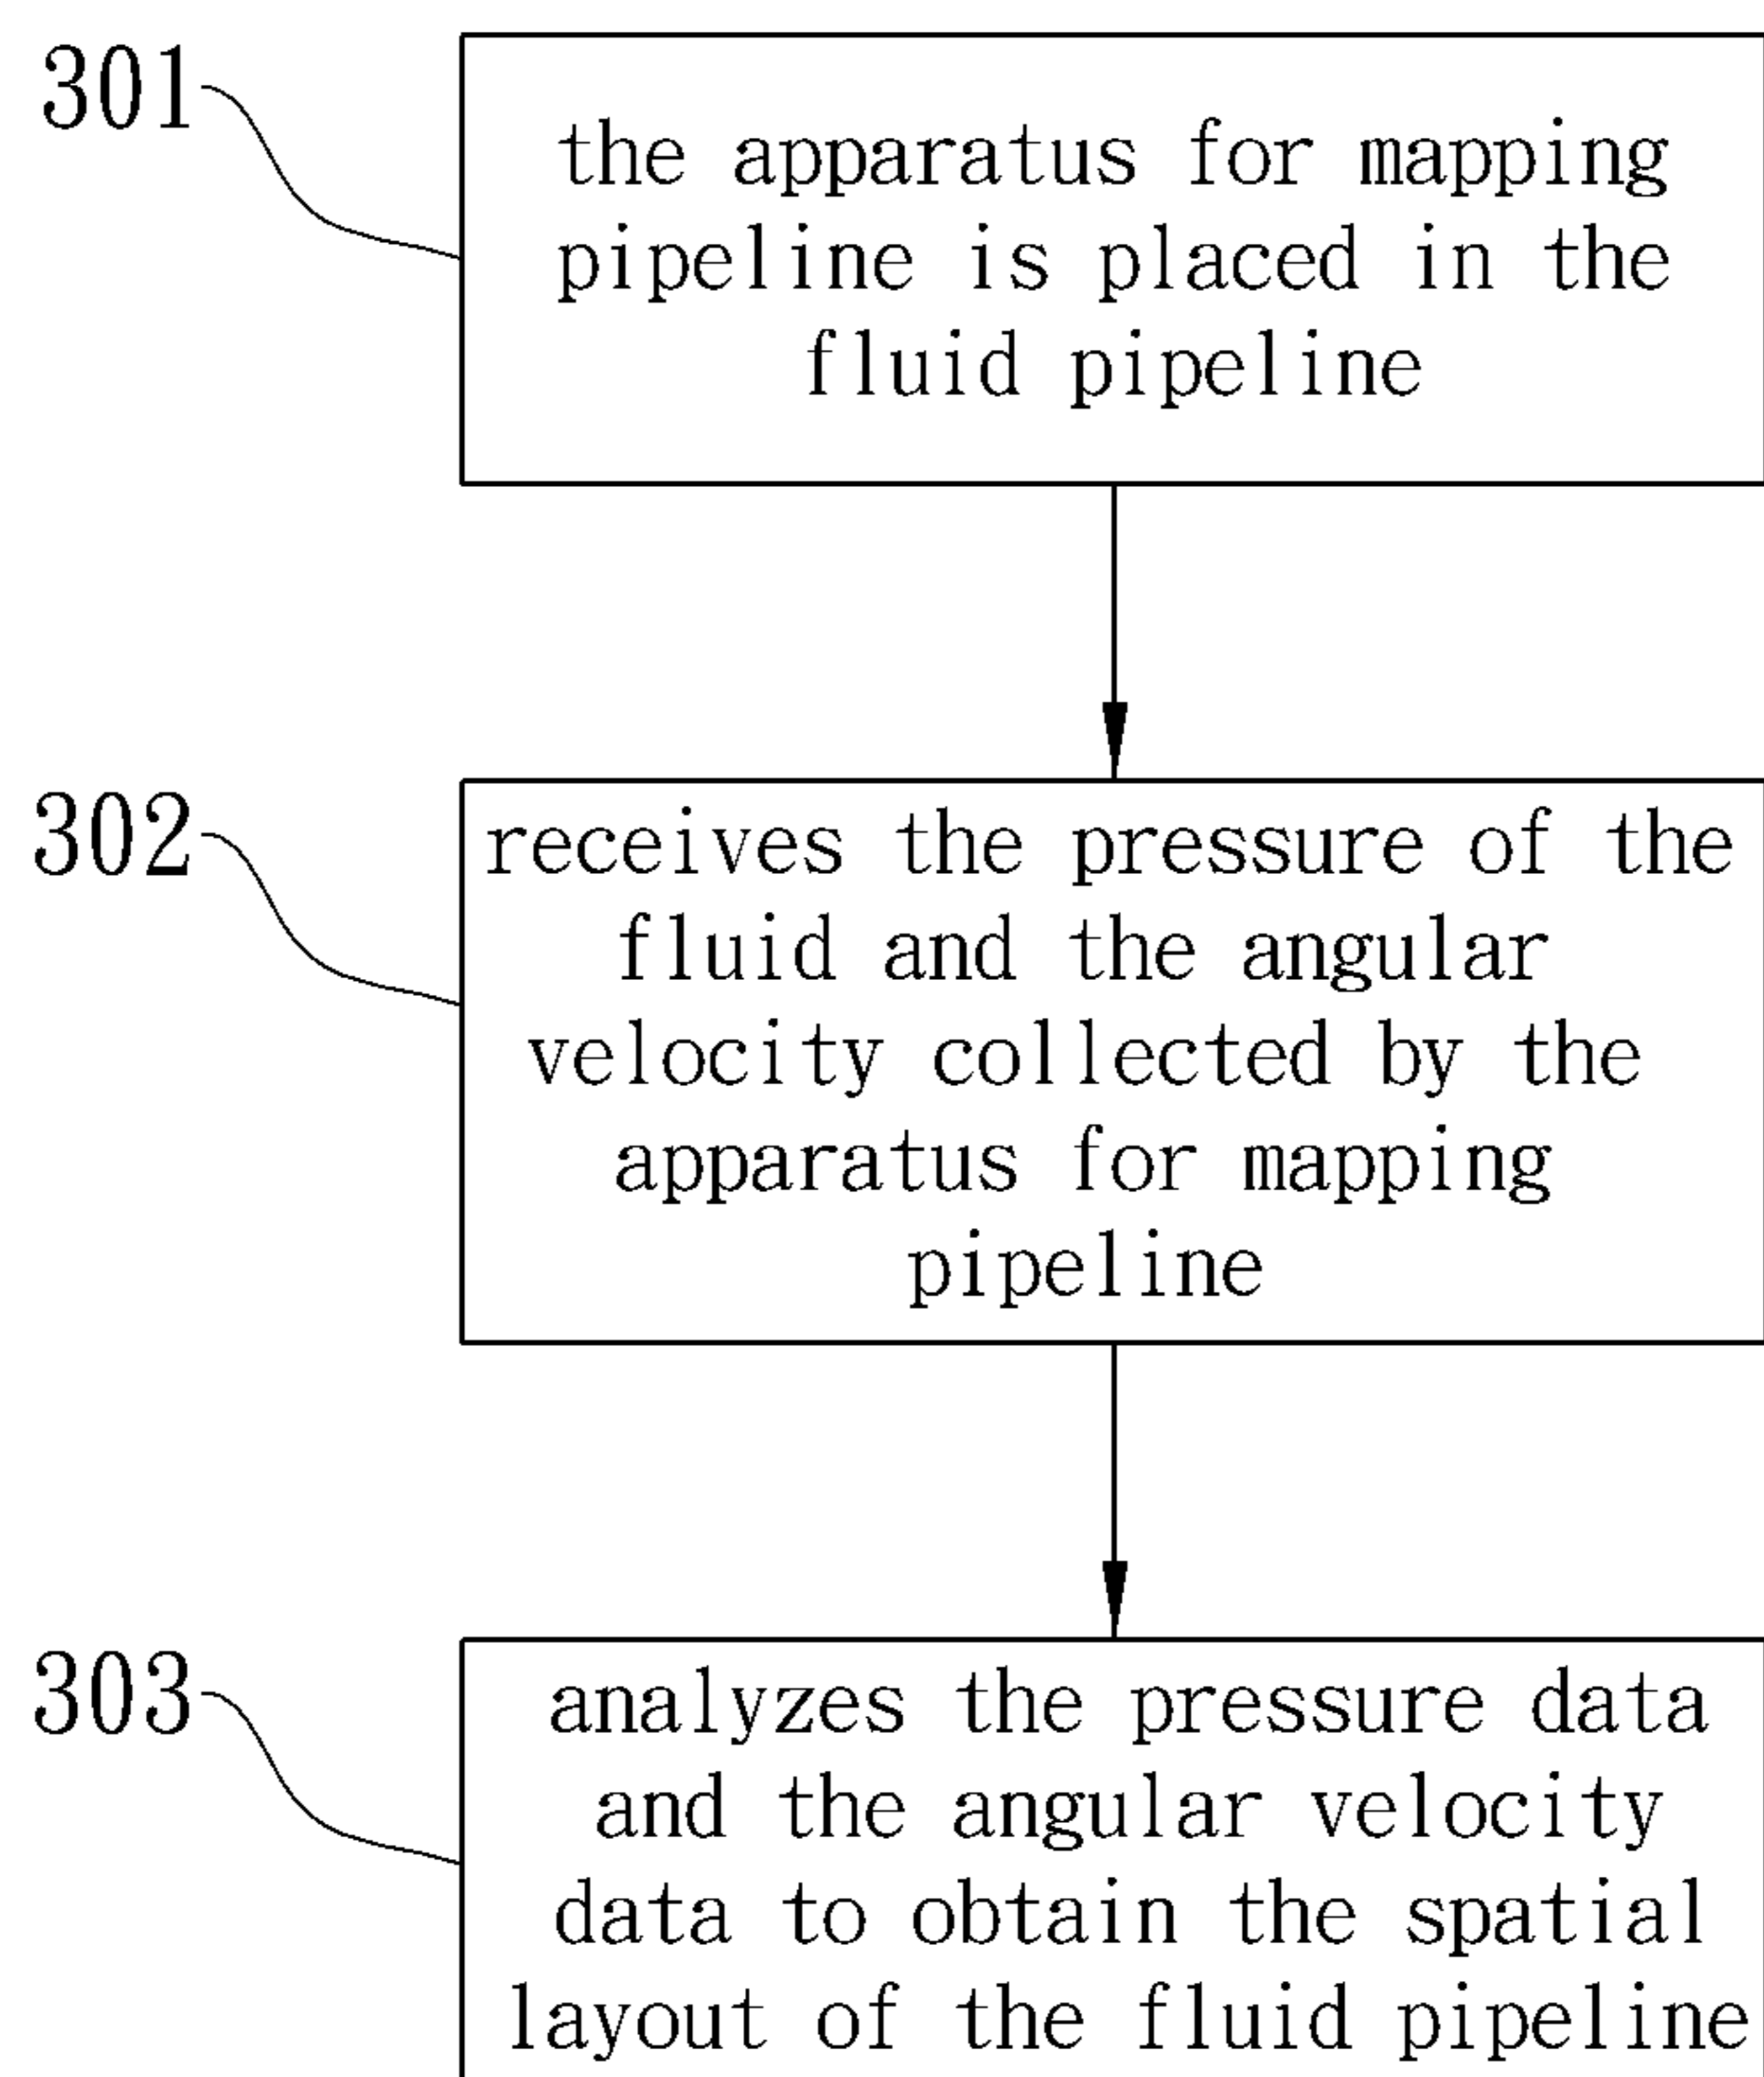 301
the apparatus for mapping
pipeline is placed in the
fluid pipeline
302
receives the pressure of the
fluid and the angular
velocity collected by the
apparatus for mapping
pipeline
303
analyzes the pressure data
and the angular velocity
data to obtain the spatial
layout of the fluid pipeline